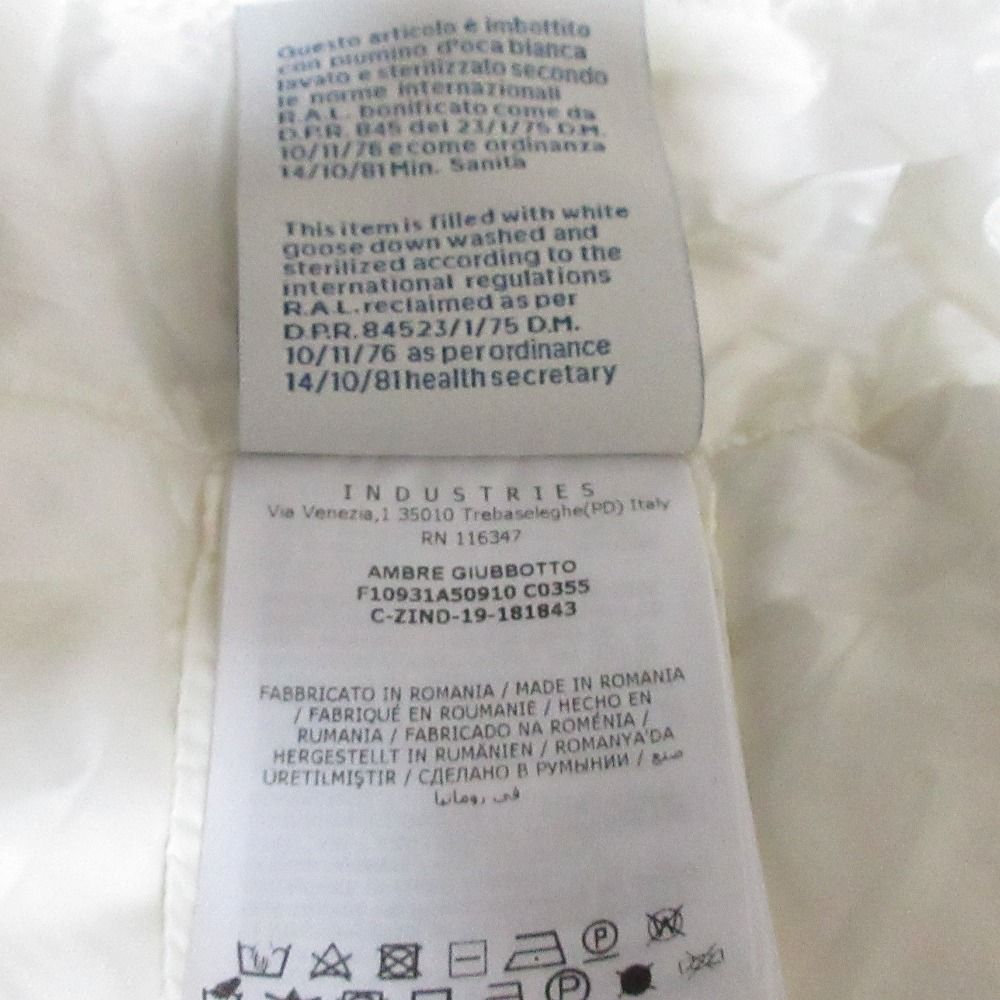 Questo articolo è imbottito
con piumino d'oca bianca
lavato e sterilizzato secondo
le norme internazionali
R.A.L. bonificato come da
D.P.R. 845 del 23/1/75 D.M.
10/11/76 e come ordinanza
14/10/81 Min. Sanita
This item is filled with white
goose down washed and
sterilized according to the
international regulations
R.A.L. reclaimed as per
D.P.R. 84523/1/75 D.M.
10/11/76 as per ordinance
14/10/81 health secretary
INDUSTRIES
Via Venezia,1 35010 Trebaseleghe(PD) Italy
RN 116347
AMBRE GIUBBOTTO
F10931A50910 C0355
C-ZIND-19-181843
FABBRICATO IN ROMANIA / MADE IN ROMANIA
/ FABRIQUÉ EN ROUMANIE / HECHO EN
RUMANIA / FABRICADO NA ROMÉNIA /
HERGESTELLT IN RUMÄNIEN / ROMANYA'DA
URETILMIŞTIR / СДЕЛАНО В РУМЫНИИ / صنع
في رومانيا
P
W
P